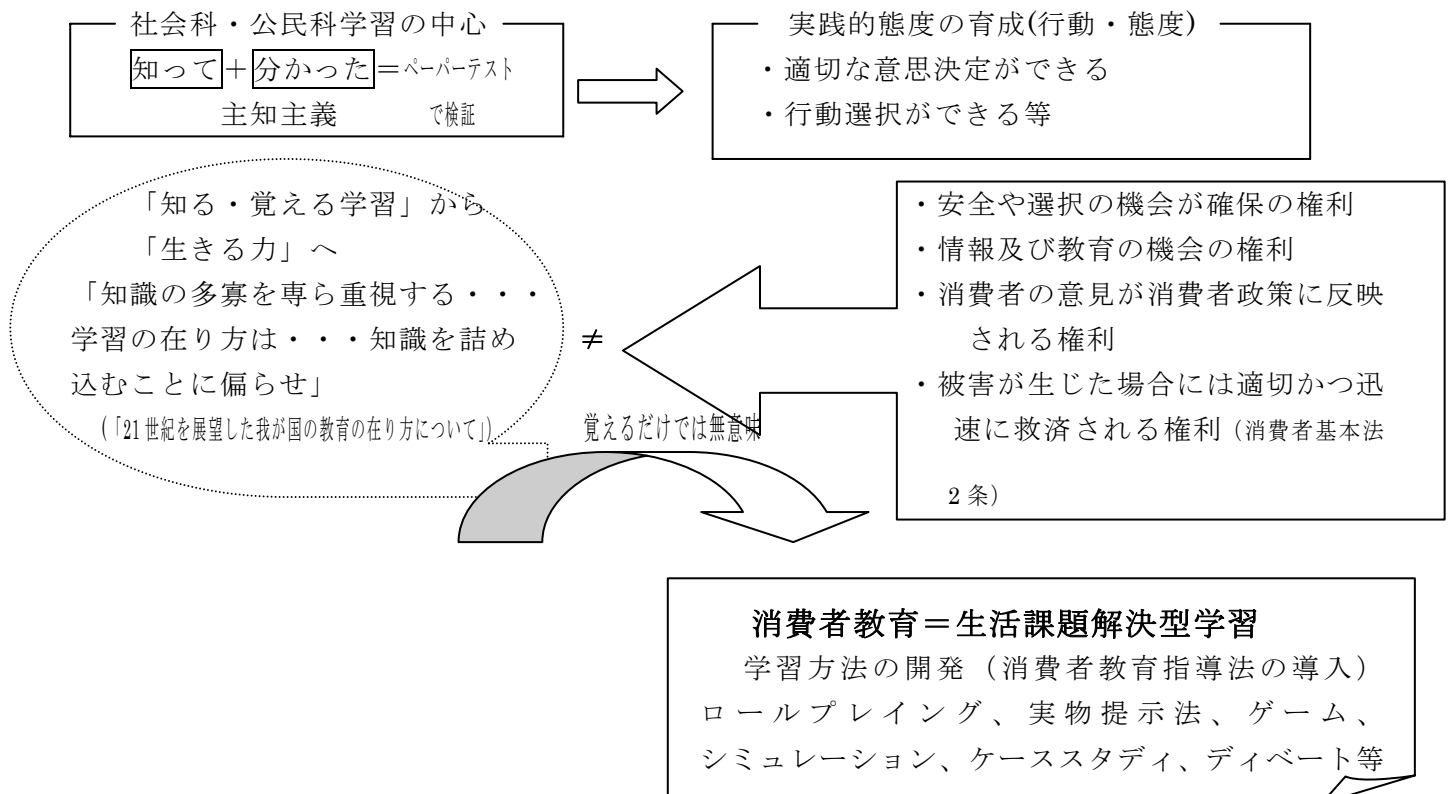 社会科・公民科学習の中心
知って+分かった=ペーパーテスト
主知主義 で検証
実践的態度の育成(行動・態度)
・適切な意思決定ができる
・行動選択ができる等
「知る・覚える学習」から
「生きる力」へ
「知識の多寡を専ら重視する・・・
学習の在り方は・・・知識を詰め
込むことに偏らせ」
(「21世紀を展望した我が国の教育の在り方について」)
≠
覚えるだけでは無意味
・安全や選択の機会が確保の権利
・情報及び教育の機会の権利
・消費者の意見が消費者政策に反映
される権利
・被害が生じた場合には適切かつ迅
速に救済される権利(消費者基本法
2条)
消費者教育=生活課題解決型学習
学習方法の開発(消費者教育指導法の導入)
ロールプレイング、実物提示法、ゲーム、
シミュレーション、ケーススタディ、ディベート等